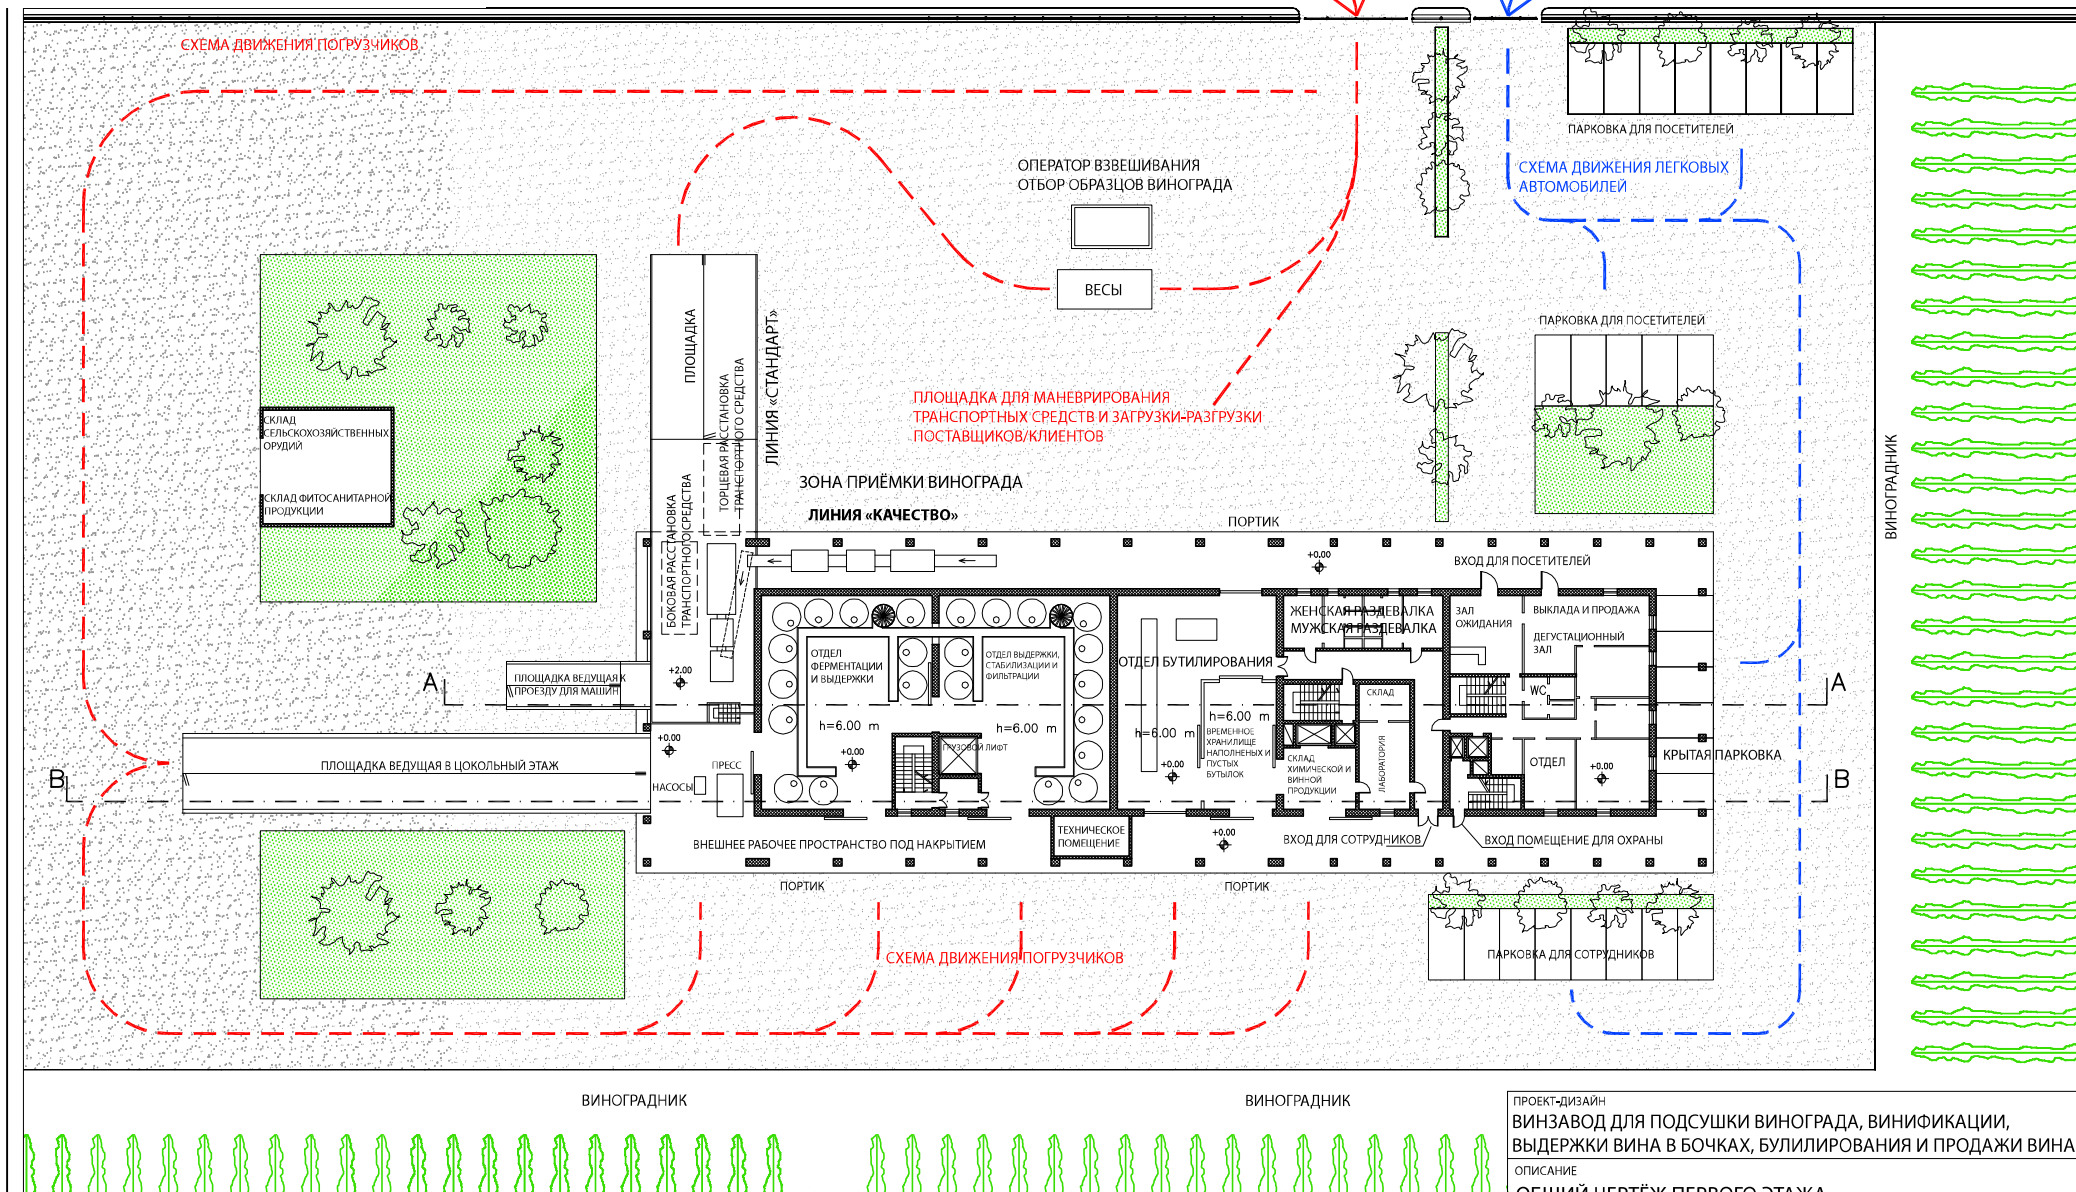 СХЕМА ДВИЖЕНИЯ ПОГРУЗЧИКОВ
ПАРКОВКА ДЛЯ ПОСЕТИТЕЛЕЙ
ОПЕРАТОР ВЗВЕШИВАНИЯ
ОТБОР ОБРАЗЦОВ ВИНОГРАДА
СХЕМА ДВИЖЕНИЯ ЛЕГКОВЫХ
АВТОМОБИЛЕЙ
ВЕСЫ
ПАРКОВКА ДЛЯ ПОСЕТИТЕЛЕЙ
ПЛОЩАДКА
ЛИНИЯ «СТАНДАРТ»
ТОРЦЕВАЯ РАССТАНОВКА
ТРАНСПОРТНОГО СРЕДСТВА
БОКОВАЯ РАССТАНОВКА
ТРАНСПОРТНОГОСРЕДСТВА
ПЛОЩАДКА ДЛЯ МАНЕВРИРОВАНИЯ
ТРАНСПОРТНЫХ СРЕДСТВ И ЗАГРУЗКИ-РАЗГРУЗКИ
ПОСТАВЩИКОВ/КЛИЕНТОВ
СКЛАД
СЕЛЬСКОХОЗЯЙСТВЕННЫХ
ОРУДИЙ
СКЛАД ФИТОСАНИТАРНОЙ
ПРОДУКЦИИ
ЗОНА ПРИЁМКИ ВИНОГРАДА
ЛИНИЯ «КАЧЕСТВО»
ПОРТИК
ВИНОГРАДНИК
+0.00
ВХОД ДЛЯ ПОСЕТИТЕЛЕЙ
ЖЕНСКАЯ РАЗДЕВАЛКА
МУЖСКАЯ РАЗДЕВАЛКА
ЗАЛ
ОЖИДАНИЯ
ВЫКЛАДА И ПРОДАЖА
ДЕГУСТАЦИОННЫЙ
ЗАЛ
ОТДЕЛ
ФЕРМЕНТАЦИИ
И ВЫДЕРЖКИ
ОТДЕЛ ВЫДЕРЖКИ,
СТАБИЛИЗАЦИИ И
ФИЛЬТРАЦИИ
ОТДЕЛ БУТИЛИРОВАНИЯ
+2.00
A
ПЛОЩАДКА ВЕДУЩАЯ К
ПРОЕЗДУ ДЛЯ МАШИН
СКЛАД
WC
A
h=6.00 m
h=6.00 m
h=6.00 m
h=6.00 m
ВРЕМЕННОЕ
ХРАНИЛИЩЕ
НАПОЛНЕНЫХ И
ПУСТЫХ
БУТЫЛОК
+0.00
+0.00
ГРУЗОВОЙ ЛИФТ
+0.00
СКЛАД
ХИМИЧЕСКОЙ И
ВИННОЙ
ПРОДУКЦИИ
ЛАБОРАТОРИЯ
ОТДЕЛ
+0.00
КРЫТАЯ ПАРКОВКА
B
ПЛОЩАДКА ВЕДУЩАЯ В ЦОКОЛЬНЫЙ ЭТАЖ
ПРЕСС
НАСОСЫ
B
ВНЕШНЕЕ РАБОЧЕЕ ПРОСТРАНСТВО ПОД НАКРЫТИЕМ
ТЕХНИЧЕСКОЕ
ПОМЕЩЕНИЕ
+0.00
ВХОД ДЛЯ СОТРУДНИКОВ
ВХОД ПОМЕЩЕНИЕ ДЛЯ ОХРАНЫ
ПОРТИК
ПОРТИК
СХЕМА ДВИЖЕНИЯ ПОГРУЗЧИКОВ
ПАРКОВКА ДЛЯ СОТРУДНИКОВ
ВИНОГРАДНИК
ВИНОГРАДНИК
ПРОЕКТ-ДИЗАЙН
ВИНЗАВОД ДЛЯ ПОДСУШКИ ВИНОГРАДА, ВИНИФИКАЦИИ,
ВЫДЕРЖКИ ВИНА В БОЧКАХ, БУЛИЛИРОВАНИЯ И ПРОДАЖИ ВИНА
ОПИСАНИЕ
ОБЩИЙ ЧЕРТЁЖ ПЕРВОГО ЭТАЖА